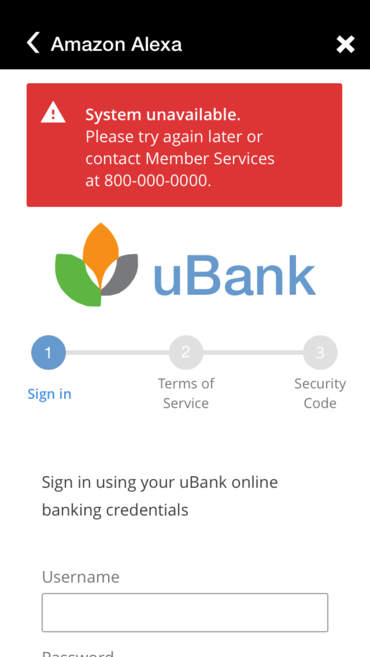 Amazon Alexa
System unavailable.
Please try again later or
contact Member Services
at 800-000-0000.
uBank
1
2
3
Sign in
Terms of
Service
Security
Code
Sign in using your uBank online
banking credentials
Username
Password